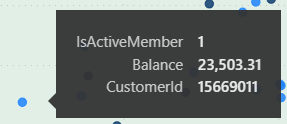 IsActiveMember 1
Balance 23,503.31
CustomerId 15669011